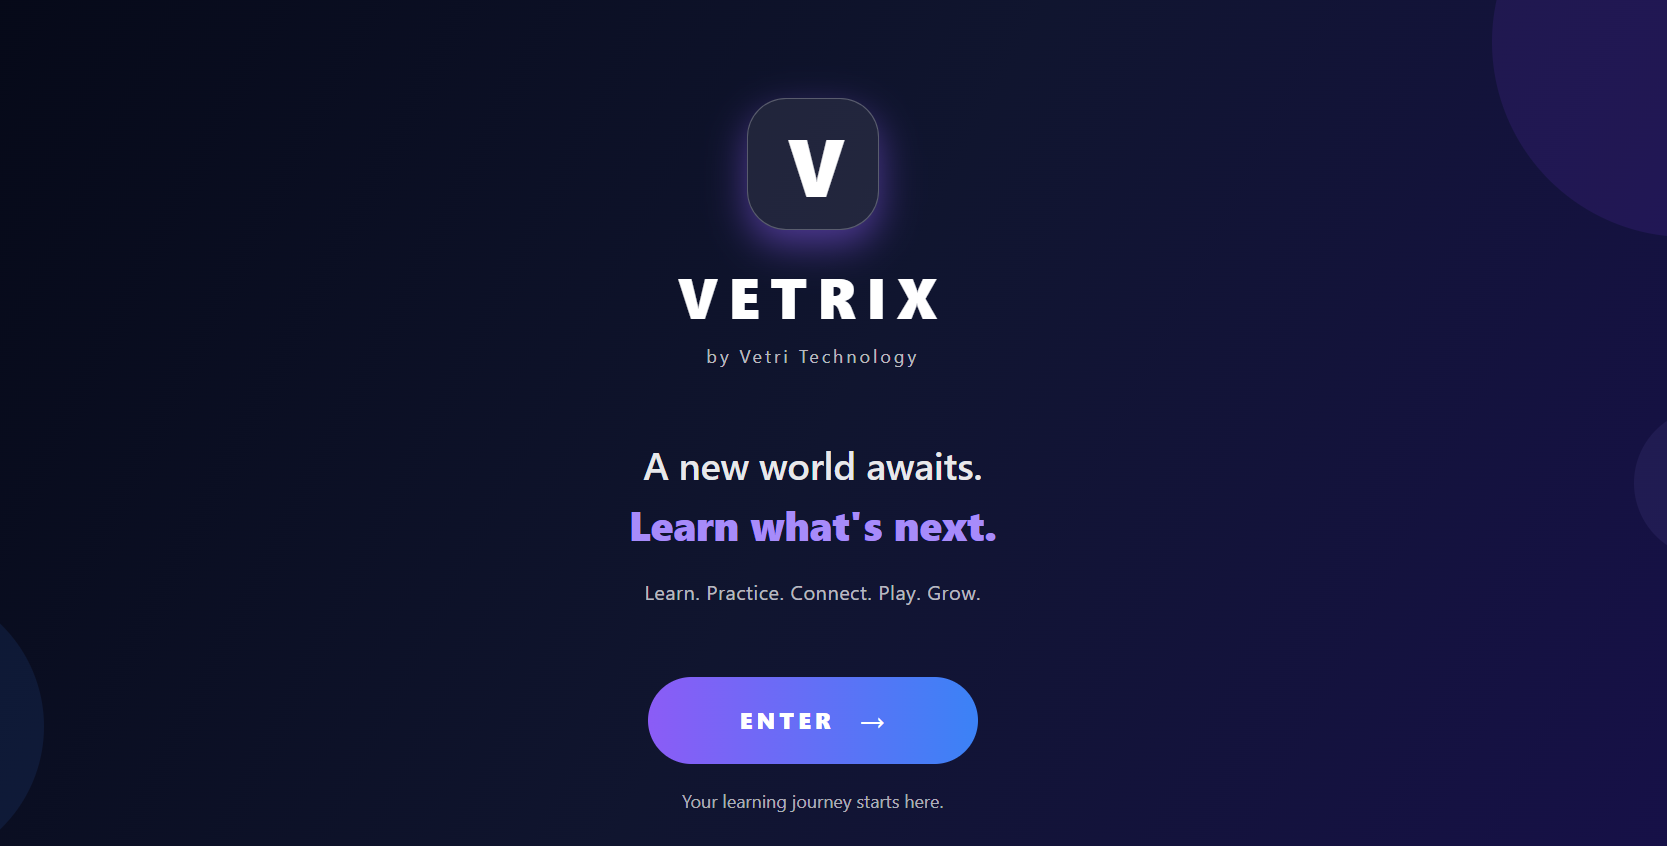 V
VETRIX
by Vetri Technology
A new world awaits.
Learn what's next.
Learn. Practice. Connect. Play. Grow.
ENTER →
Your learning journey starts here.